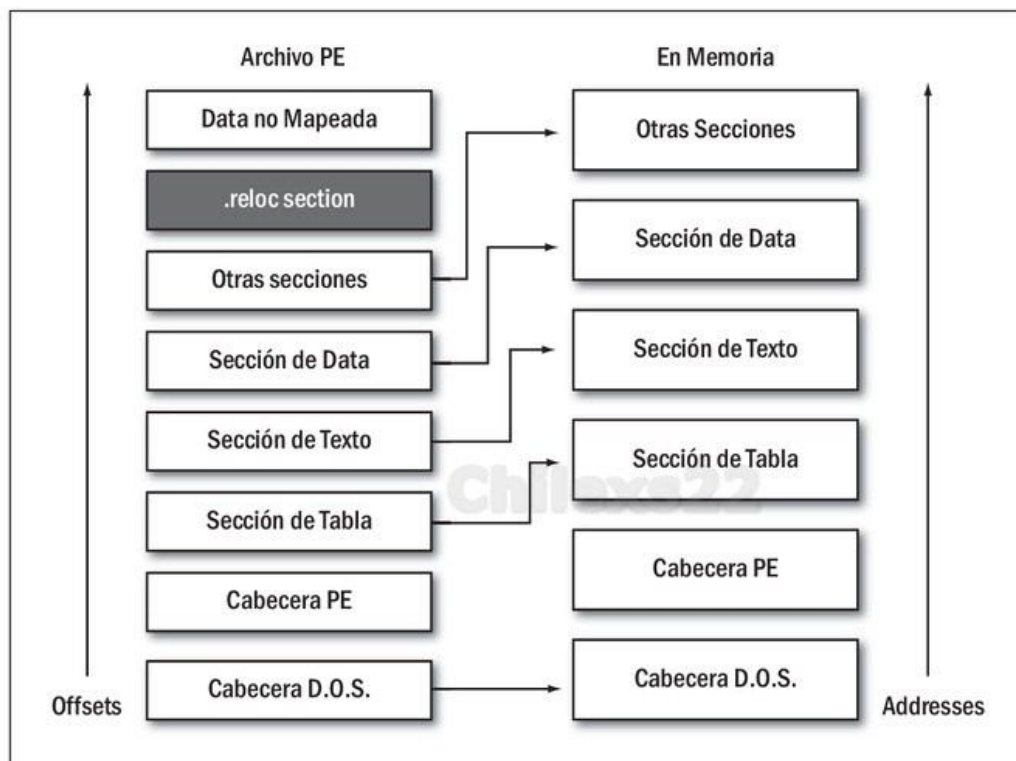 Archivo PE
En Memoria
Data no Mapeada
.reloc section
Otras secciones
Sección de Data
Sección de Texto
Sección de Tabla
Cabecera PE
Cabecera D.O.S.
Otras Secciones
Sección de Data
Sección de Texto
Sección de Tabla
Cabecera PE
Cabecera D.O.S.
Offsets
Addresses
Chilaxs22